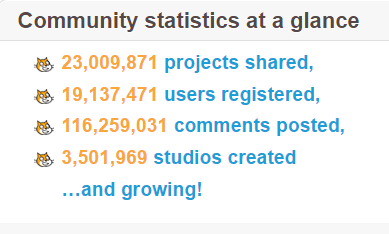 Community statistics at a glance
23,009,871 projects shared,
19,137,471 users registered,
116,259,031 comments posted,
3,501,969 studios created
…and growing!